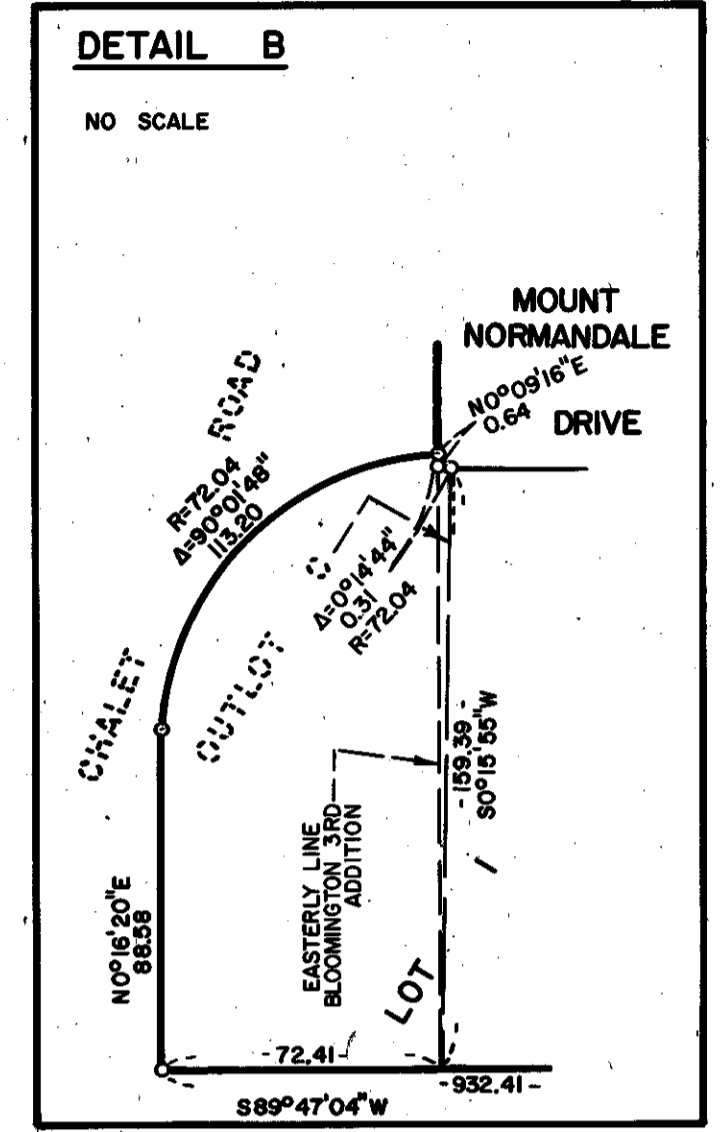 DETAIL B
NO SCALE
MOUNT
NORMANDALE
DRIVE
N0°09'16"E
0.64
CHALET ROAD
R=72.04
Δ=90°01'48"
113.20
OUTLOT C
Δ=0°14'44"
0.31
R=72.04
-159.39-
S0°15'55"W
EASTERLY LINE
BLOOMINGTON 3RD
ADDITION
N0°16'20"E
88.58
LOT 1
-72.41-
-932.41-
S89°47'04"W